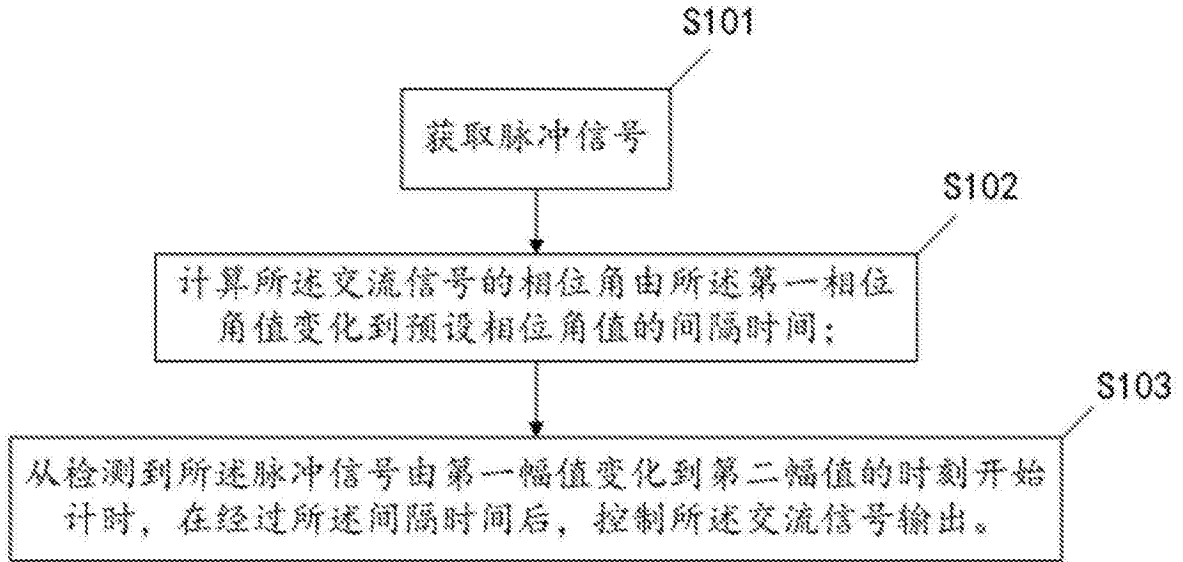 S101
获取脉冲信号
S102
计算所述交流信号的相位角由所述第一相位
角值变化到预设相位角值的间隔时间；
S103
从检测到所述脉冲信号由第一幅值变化到第二幅值的时刻开始
计时，在经过所述间隔时间后，控制所述交流信号输出。